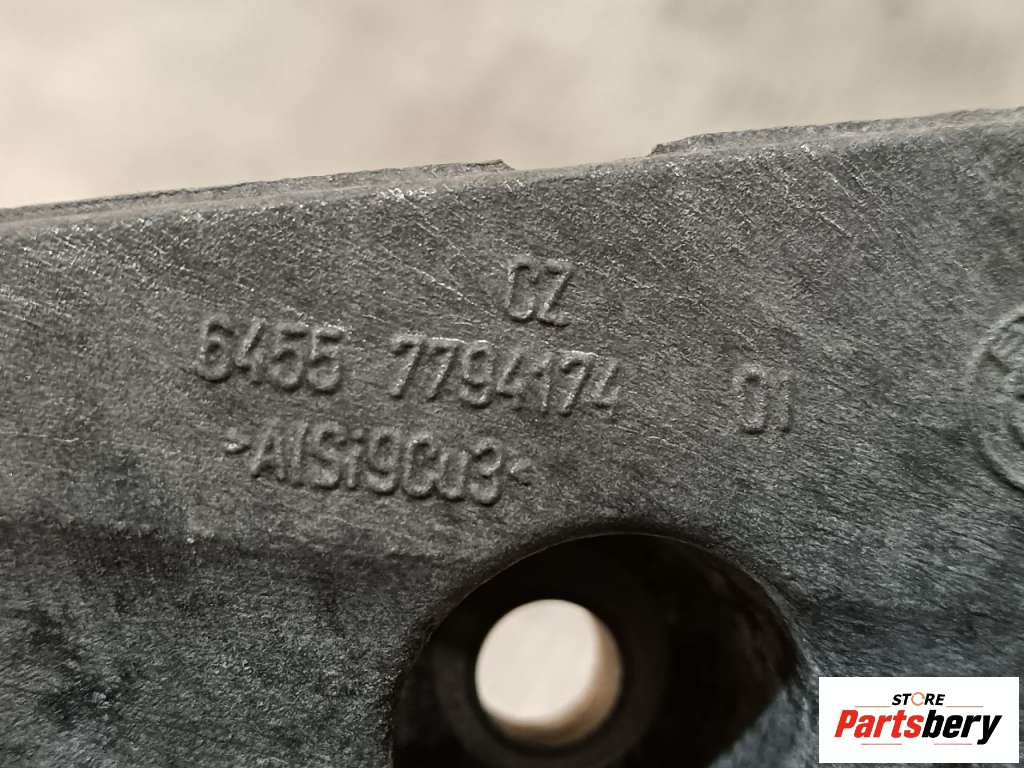 CZ
6455 7794174 01
>AlSi9Cu3<
STORE
Partsbery